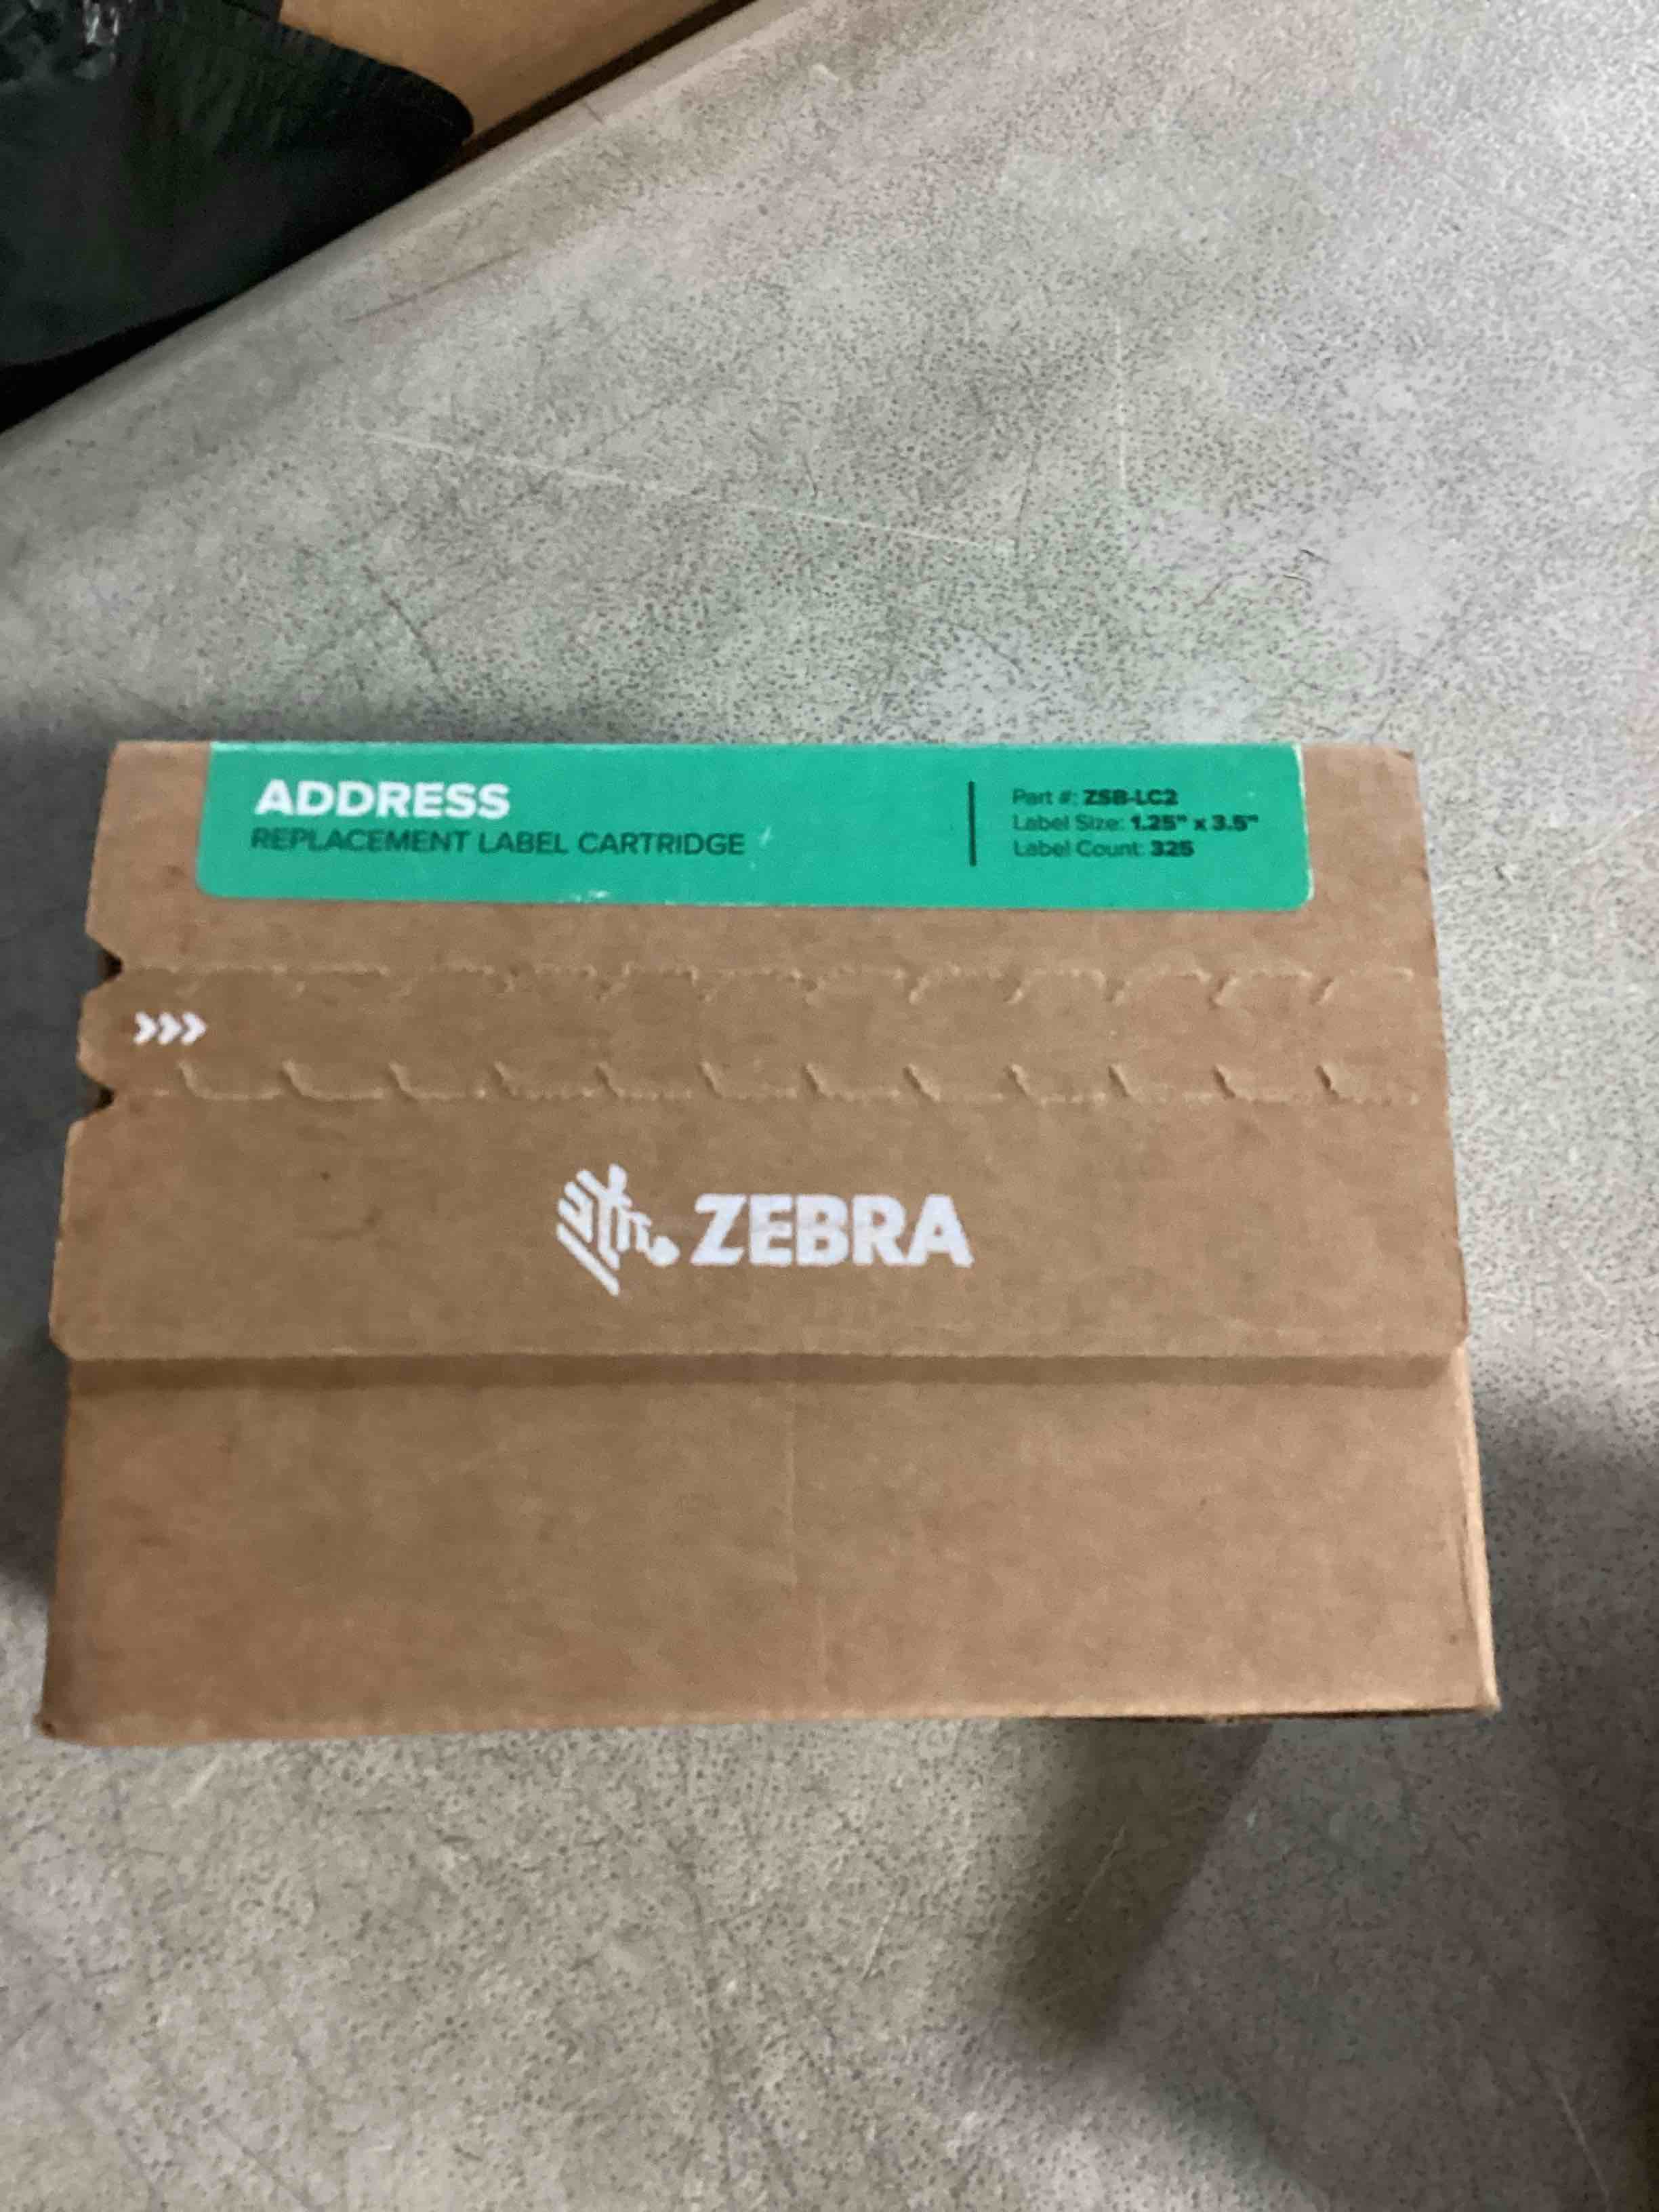 ADDRESS
REPLACEMENT LABEL CARTRIDGE
Part #: ZSB-LC2
Label Size: 1.25" x 3.5"
Label Count: 325
ZEBRA